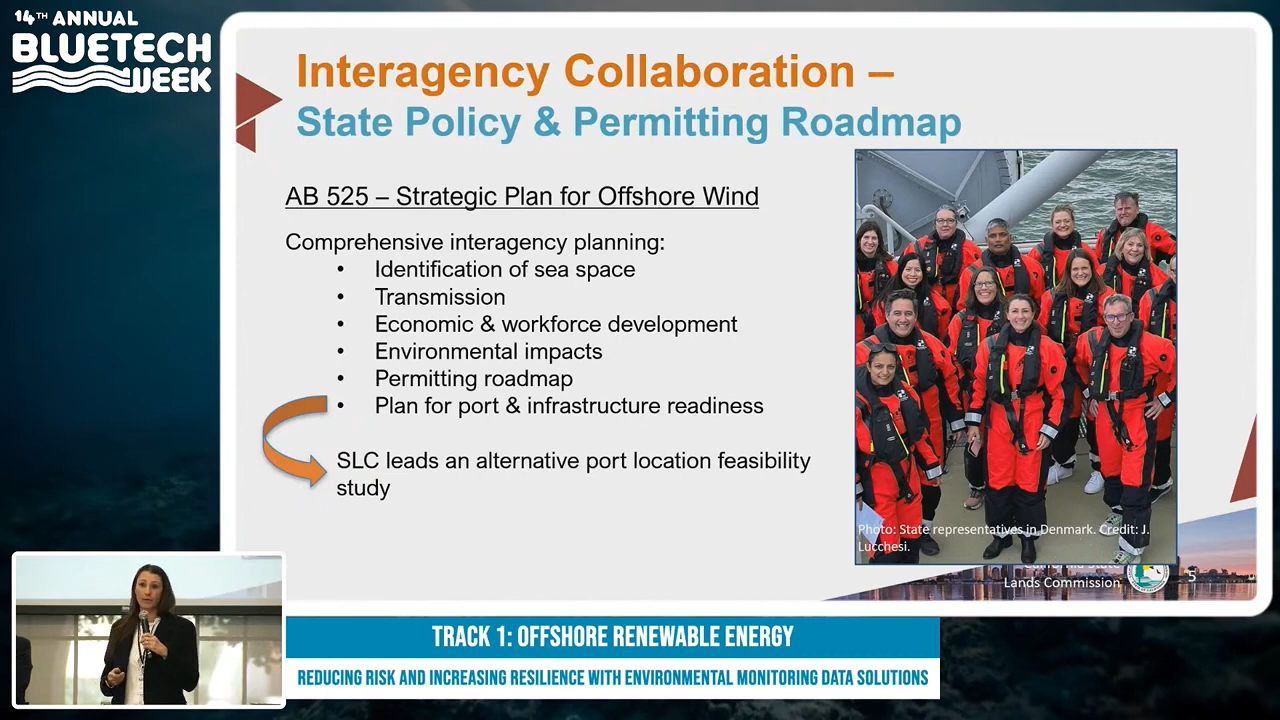 14TH ANNUAL
BLUETECH
WEEK
Interagency Collaboration –
State Policy & Permitting Roadmap
AB 525 – Strategic Plan for Offshore Wind
Comprehensive interagency planning:
• Identification of sea space
• Transmission
• Economic & workforce development
• Environmental impacts
• Permitting roadmap
• Plan for port & infrastructure readiness
SLC leads an alternative port location feasibility
study
Photo: State representatives in Denmark. Credit: J.
Lucchesi.
California State
Lands Commission
5
TRACK 1: OFFSHORE RENEWABLE ENERGY
REDUCING RISK AND INCREASING RESILIENCE WITH ENVIRONMENTAL MONITORING DATA SOLUTIONS